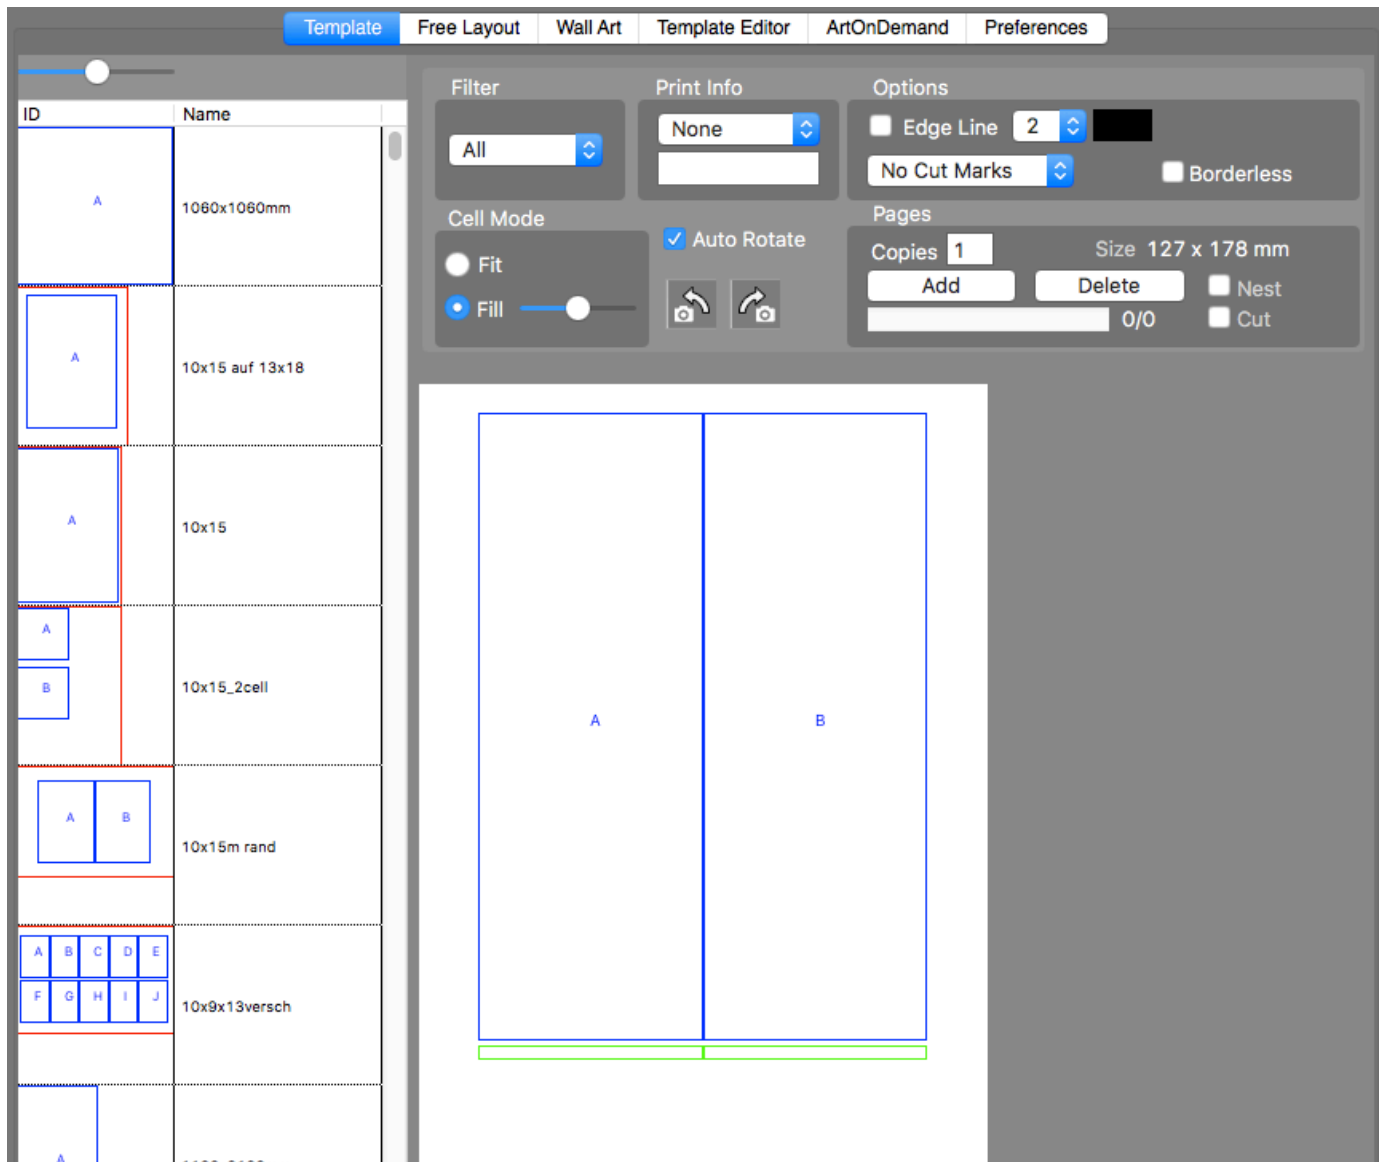 Template Free Layout Wall Art Template Editor ArtOnDemand Preferences
ID Name
A
1060x1060mm
A
10x15 auf 13x18
A
10x15
A
B
10x15_2cell
A B
10x15m rand
A B C D E
F G H I J
10x9x13versch
A
Filter
All
Print Info
None
Options
Edge Line 2
No Cut Marks
Borderless
Cell Mode
Fit
Fill
Auto Rotate
Pages
Copies 1 Size 127 x 178 mm
Add Delete Nest
0/0 Cut
A B